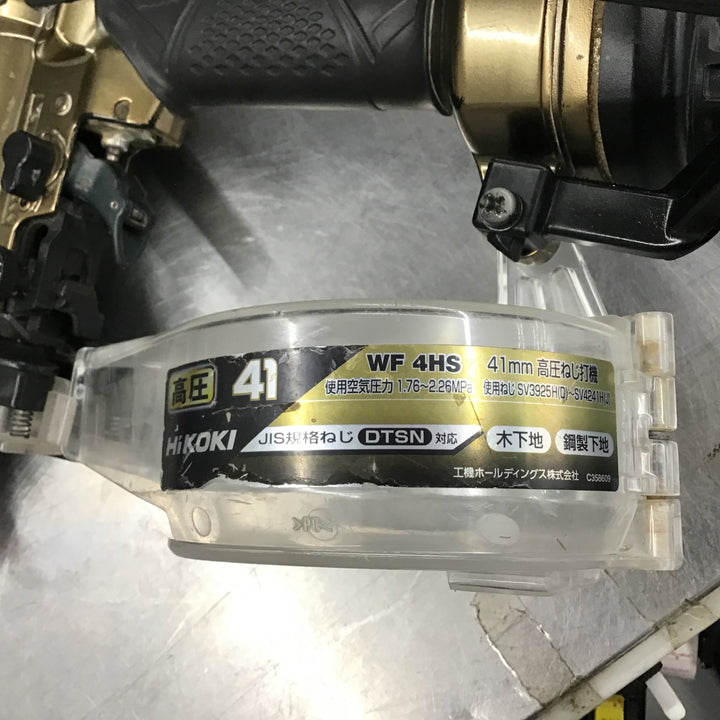 高圧 41
HiKOKI
WF 4HS 41mm 高圧ねじ打機
使用空気圧力 1.76~2.26MPa 使用ねじ SV3925H(D)~SV4241H(J)
JIS規格ねじ DTSN 対応 木下地 鋼製下地
工機ホールディングス株式会社 C358609
>PP<